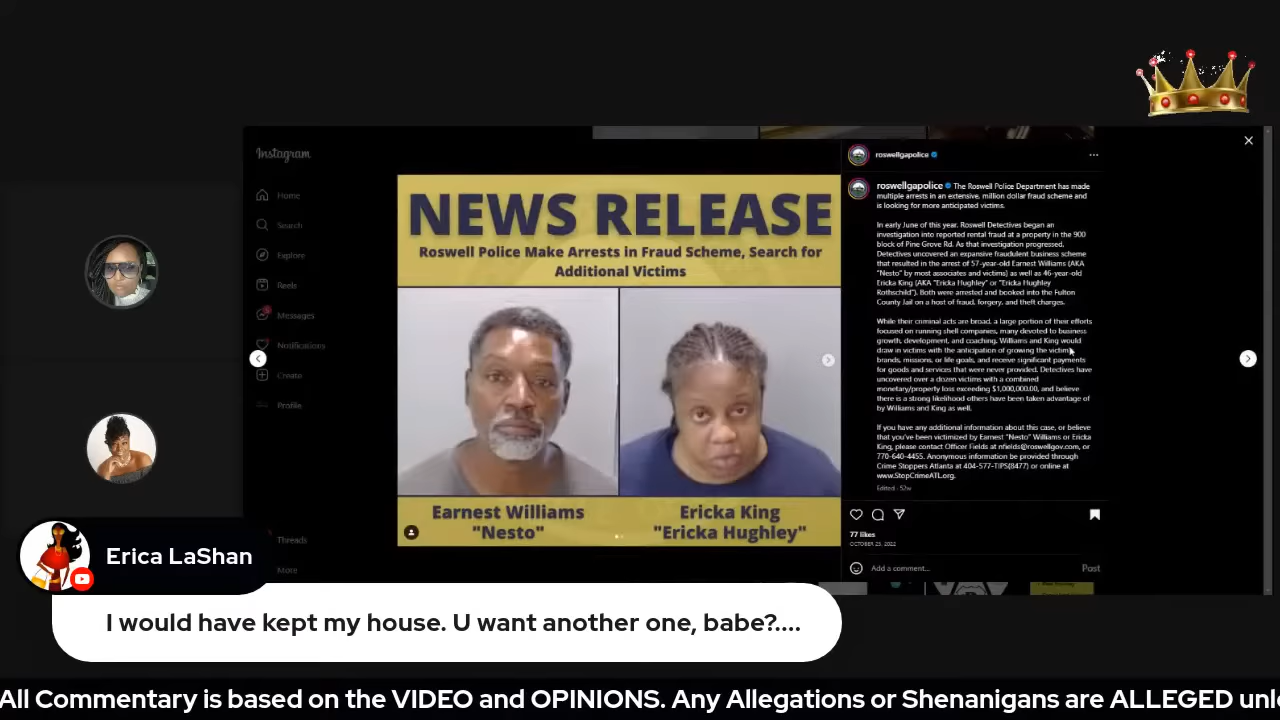 Instagram
Home
Search
Explore
Reels
Messages
Notifications
Create
Profile
Threads
More
NEWS RELEASE
Roswell Police Make Arrests in Fraud Scheme, Search for
Additional Victims
Earnest Williams
"Nesto"
Ericka King
"Ericka Hughley"
roswellgapolice
roswellgapolice The Roswell Police Department has made
multiple arrests in an extensive, million dollar fraud scheme and
is looking for more anticipated victims.
In early June of this year, Roswell Detectives began an
investigation into reported rental fraud at a property in the 900
block of Pine Grove Rd. As that investigation progressed,
Detectives uncovered an expansive fraudulent business scheme
that resulted in the arrest of 57-year-old Earnest Williams (AKA
"Nesto" by most associates and victims) as well as 46-year-old
Ericka King (AKA "Ericka Hughley" or "Ericka Hughley
Rothschild"). Both were arrested and booked into the Fulton
County Jail on a host of fraud, forgery, and theft charges.
While their criminal acts are broad, a large portion of their efforts
focused on running shell companies, many devoted to business
growth, development, and coaching. Williams and King would
draw in victims with the anticipation of growing the victims'
brands, missions, or life goals, and receive significant payments
for goods and services that were never provided. Detectives have
uncovered over a dozen victims with a combined
monetary/property loss exceeding $1,000,000.00, and believe
there is a strong likelihood others have been taken advantage of
by Williams and King as well.
If you have any additional information about this case, or believe
that you've been victimized by Earnest "Nesto" Williams or Ericka
King, please contact Officer Fields at nfields@roswellgov.com, or
770-640-4455. Anonymous information be provided through
Crime Stoppers Atlanta at 404-577-TIPS(8477) or online at
www.StopCrimeATL.org.
Edited · 52w
77 likes
OCTOBER 25, 2022
Add a comment...
Post
Erica LaShan
I would have kept my house. U want another one, babe?....
All Commentary is based on the VIDEO and OPINIONS. Any Allegations or Shenanigans are ALLEGED unl